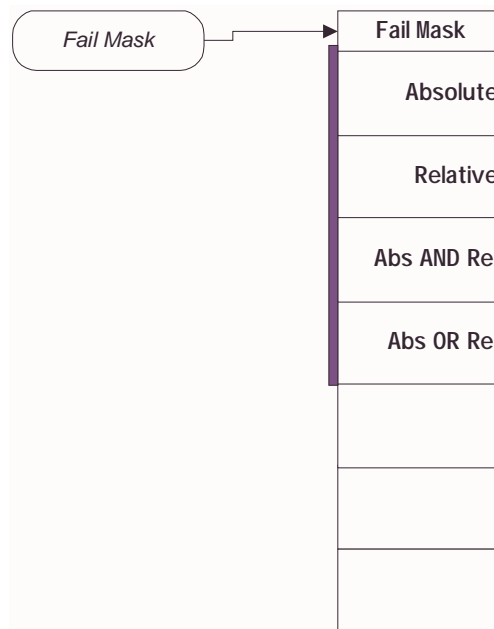 Fail Mask
Fail Mask
Absolute
Relative
Abs AND Re
Abs OR Re